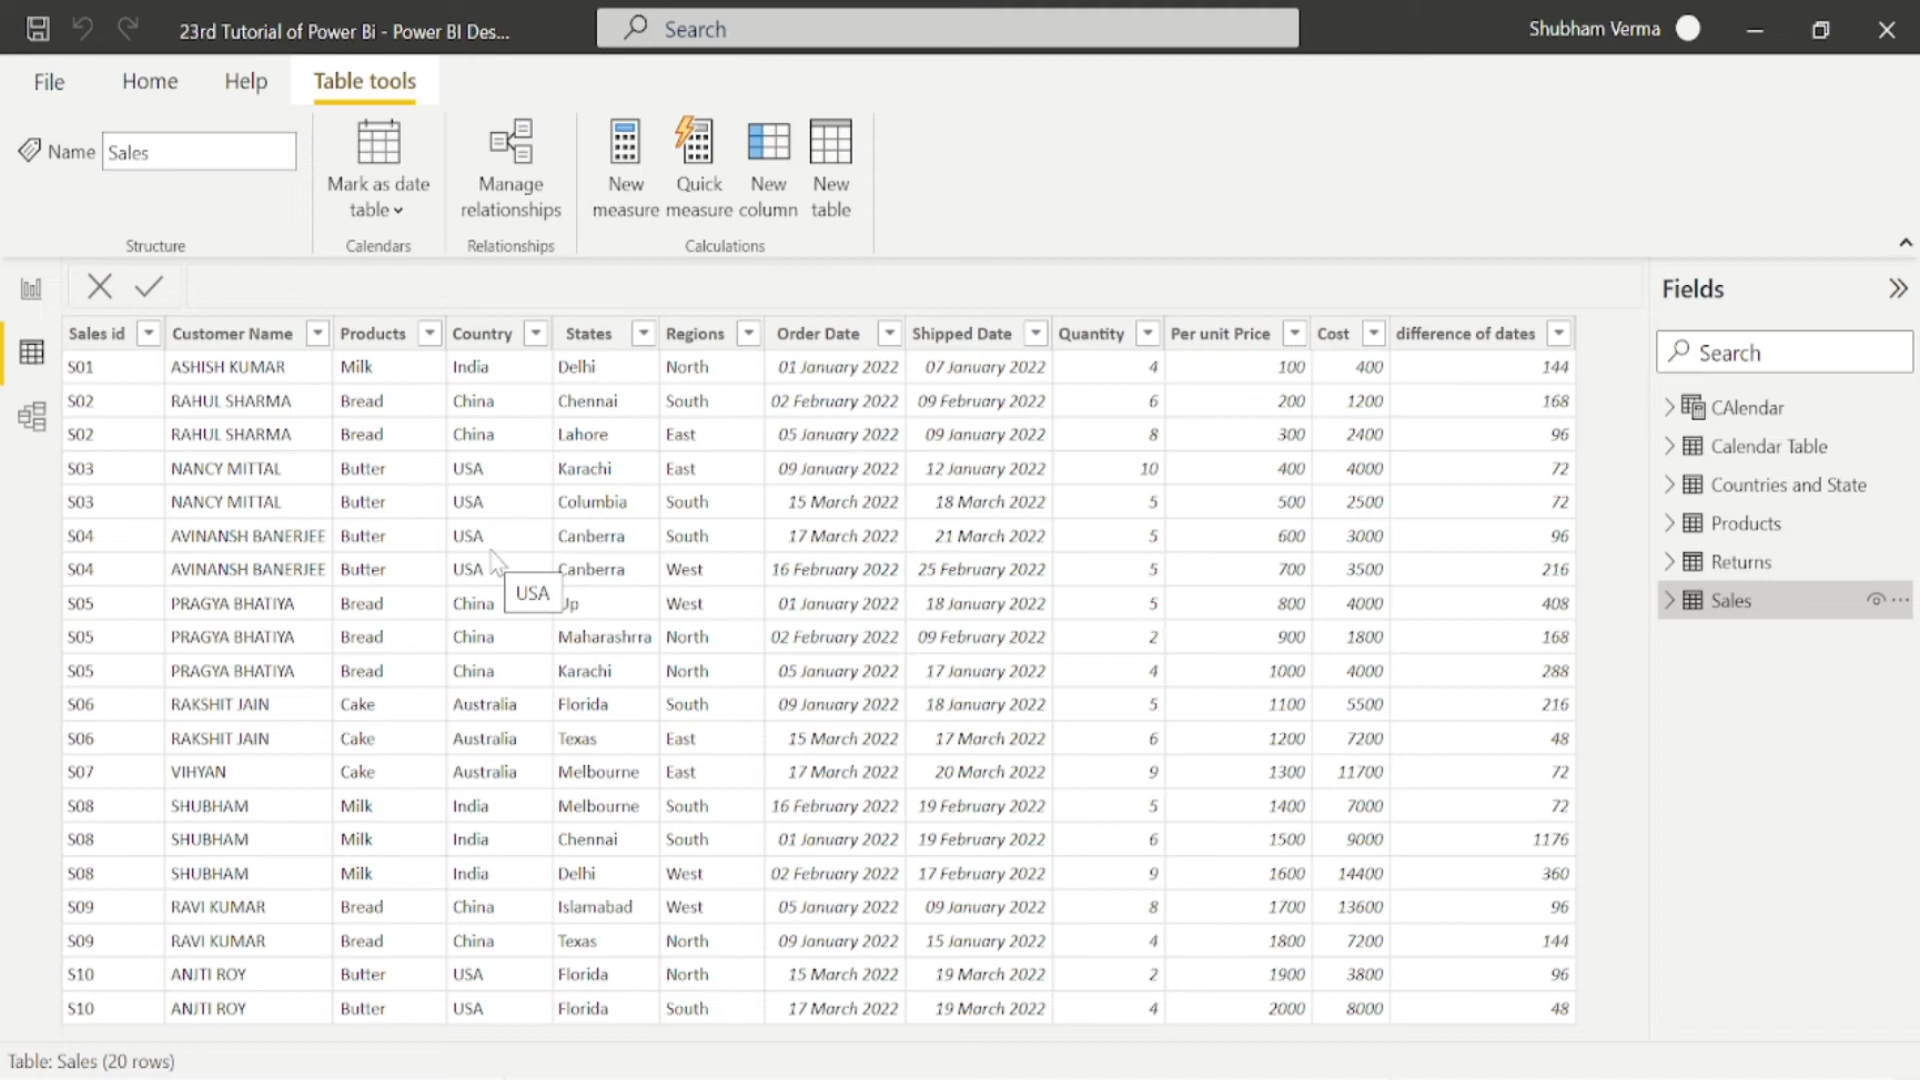 23rd Tutorial of Power Bi - Power BI Des...
Search
Shubham Verma
File Home Help Table tools
Name Sales
Mark as date table
Manage relationships
New measure
Quick measure
New column
New table
Structure Calendars Relationships Calculations
Fields
Search
CAlendar
Calendar Table
Countries and State
Products
Returns
Sales
Sales id Customer Name Products Country States Regions Order Date Shipped Date Quantity Per unit Price Cost difference of dates
S01 ASHISH KUMAR Milk India Delhi North 01 January 2022 07 January 2022 4 100 400 144
S02 RAHUL SHARMA Bread China Chennai South 02 February 2022 09 February 2022 6 200 1200 168
S02 RAHUL SHARMA Bread China Lahore East 05 January 2022 09 January 2022 8 300 2400 96
S03 NANCY MITTAL Butter USA Karachi East 09 January 2022 12 January 2022 10 400 4000 72
S03 NANCY MITTAL Butter USA Columbia South 15 March 2022 18 March 2022 5 500 2500 72
S04 AVINANSH BANERJEE Butter USA Canberra South 17 March 2022 21 March 2022 5 600 3000 96
S04 AVINANSH BANERJEE Butter USA Canberra West 16 February 2022 25 February 2022 5 700 3500 216
USA
S05 PRAGYA BHATIYA Bread China Up West 01 January 2022 18 January 2022 5 800 4000 408
S05 PRAGYA BHATIYA Bread China Maharashrra North 02 February 2022 09 February 2022 2 900 1800 168
S05 PRAGYA BHATIYA Bread China Karachi North 05 January 2022 17 January 2022 4 1000 4000 288
S06 RAKSHIT JAIN Cake Australia Florida South 09 January 2022 18 January 2022 5 1100 5500 216
S06 RAKSHIT JAIN Cake Australia Texas East 15 March 2022 17 March 2022 6 1200 7200 48
S07 VIHYAN Cake Australia Melbourne East 17 March 2022 20 March 2022 9 1300 11700 72
S08 SHUBHAM Milk India Melbourne South 16 February 2022 19 February 2022 5 1400 7000 72
S08 SHUBHAM Milk India Chennai South 01 January 2022 19 February 2022 6 1500 9000 1176
S08 SHUBHAM Milk India Delhi West 02 February 2022 17 February 2022 9 1600 14400 360
S09 RAVI KUMAR Bread China Islamabad West 05 January 2022 09 January 2022 8 1700 13600 96
S09 RAVI KUMAR Bread China Texas North 09 January 2022 15 January 2022 4 1800 7200 144
S10 ANJTI ROY Butter USA Florida North 15 March 2022 19 March 2022 2 1900 3800 96
S10 ANJTI ROY Butter USA Florida South 17 March 2022 19 March 2022 4 2000 8000 48
Table: Sales (20 rows)